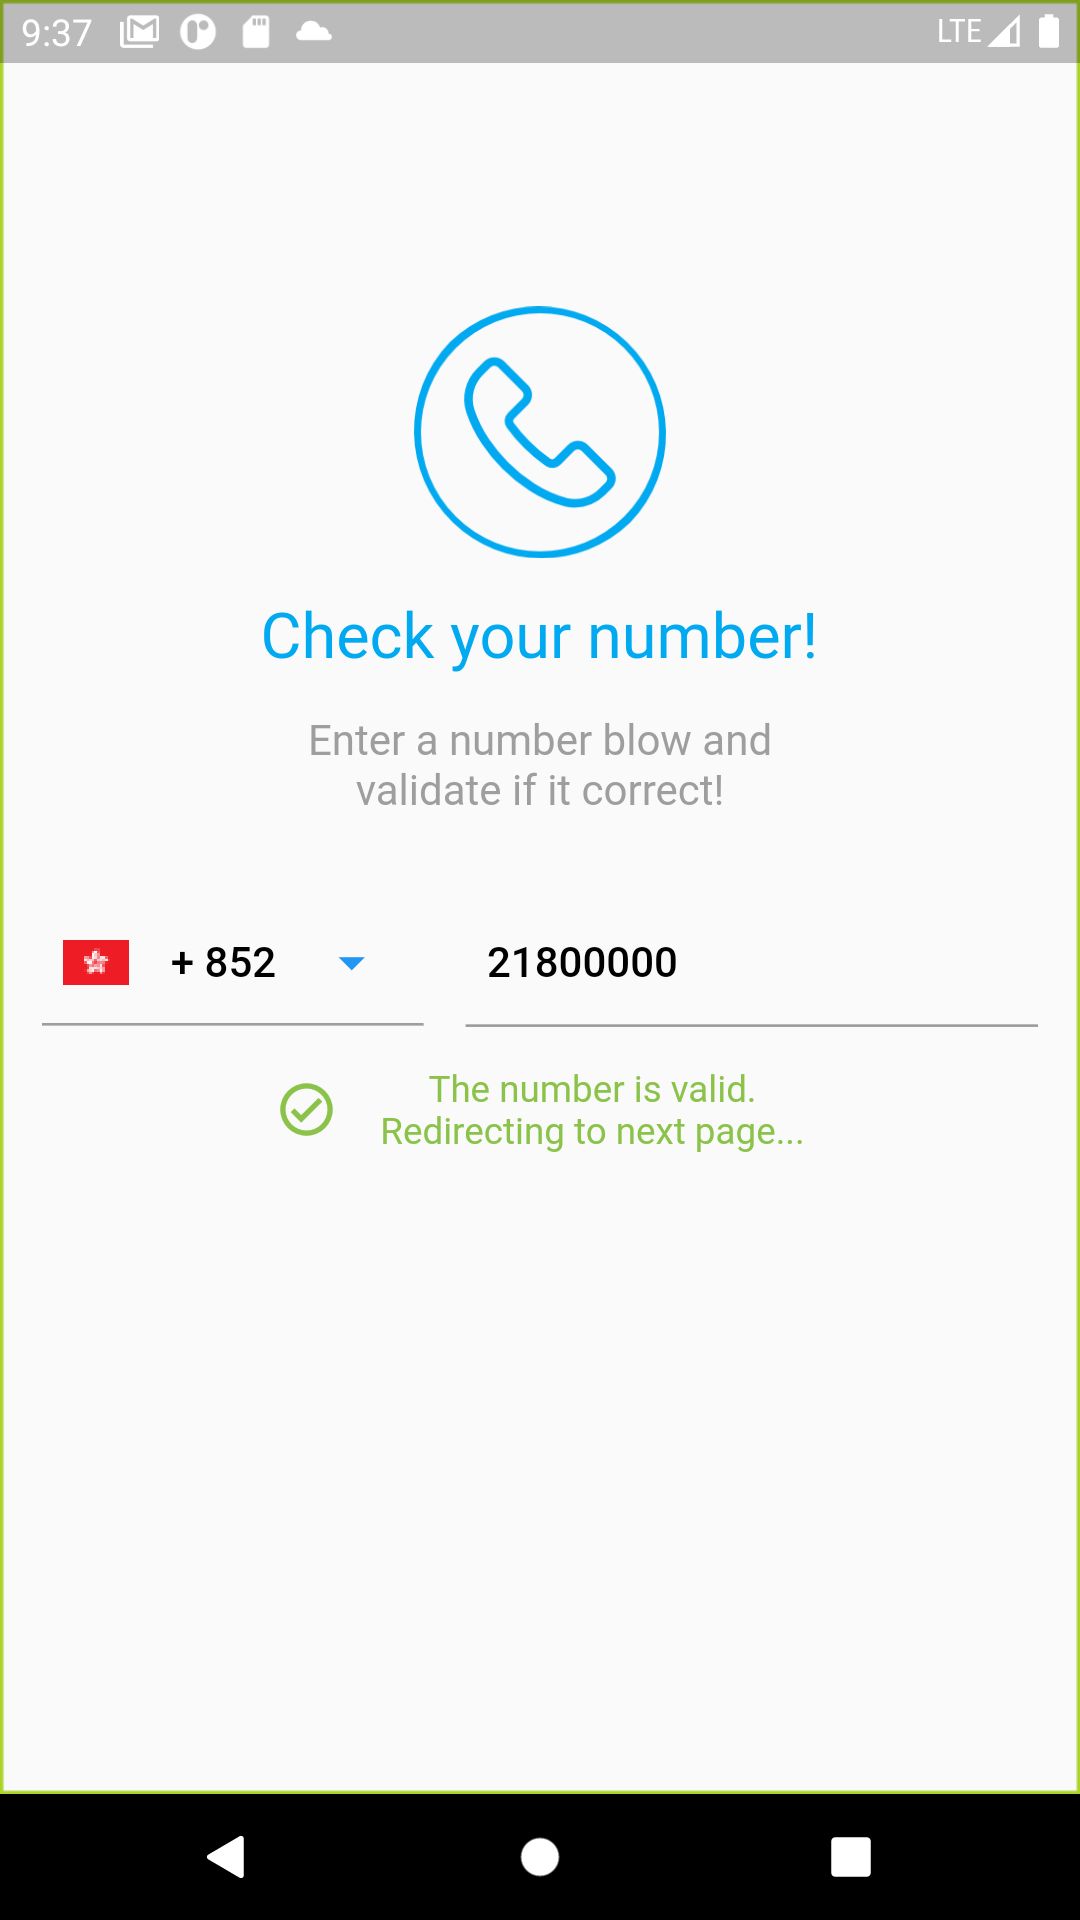 9:37
LTE
Check your number!
Enter a number blow and
validate if it correct!
+ 852
21800000
The number is valid.
Redirecting to next page...